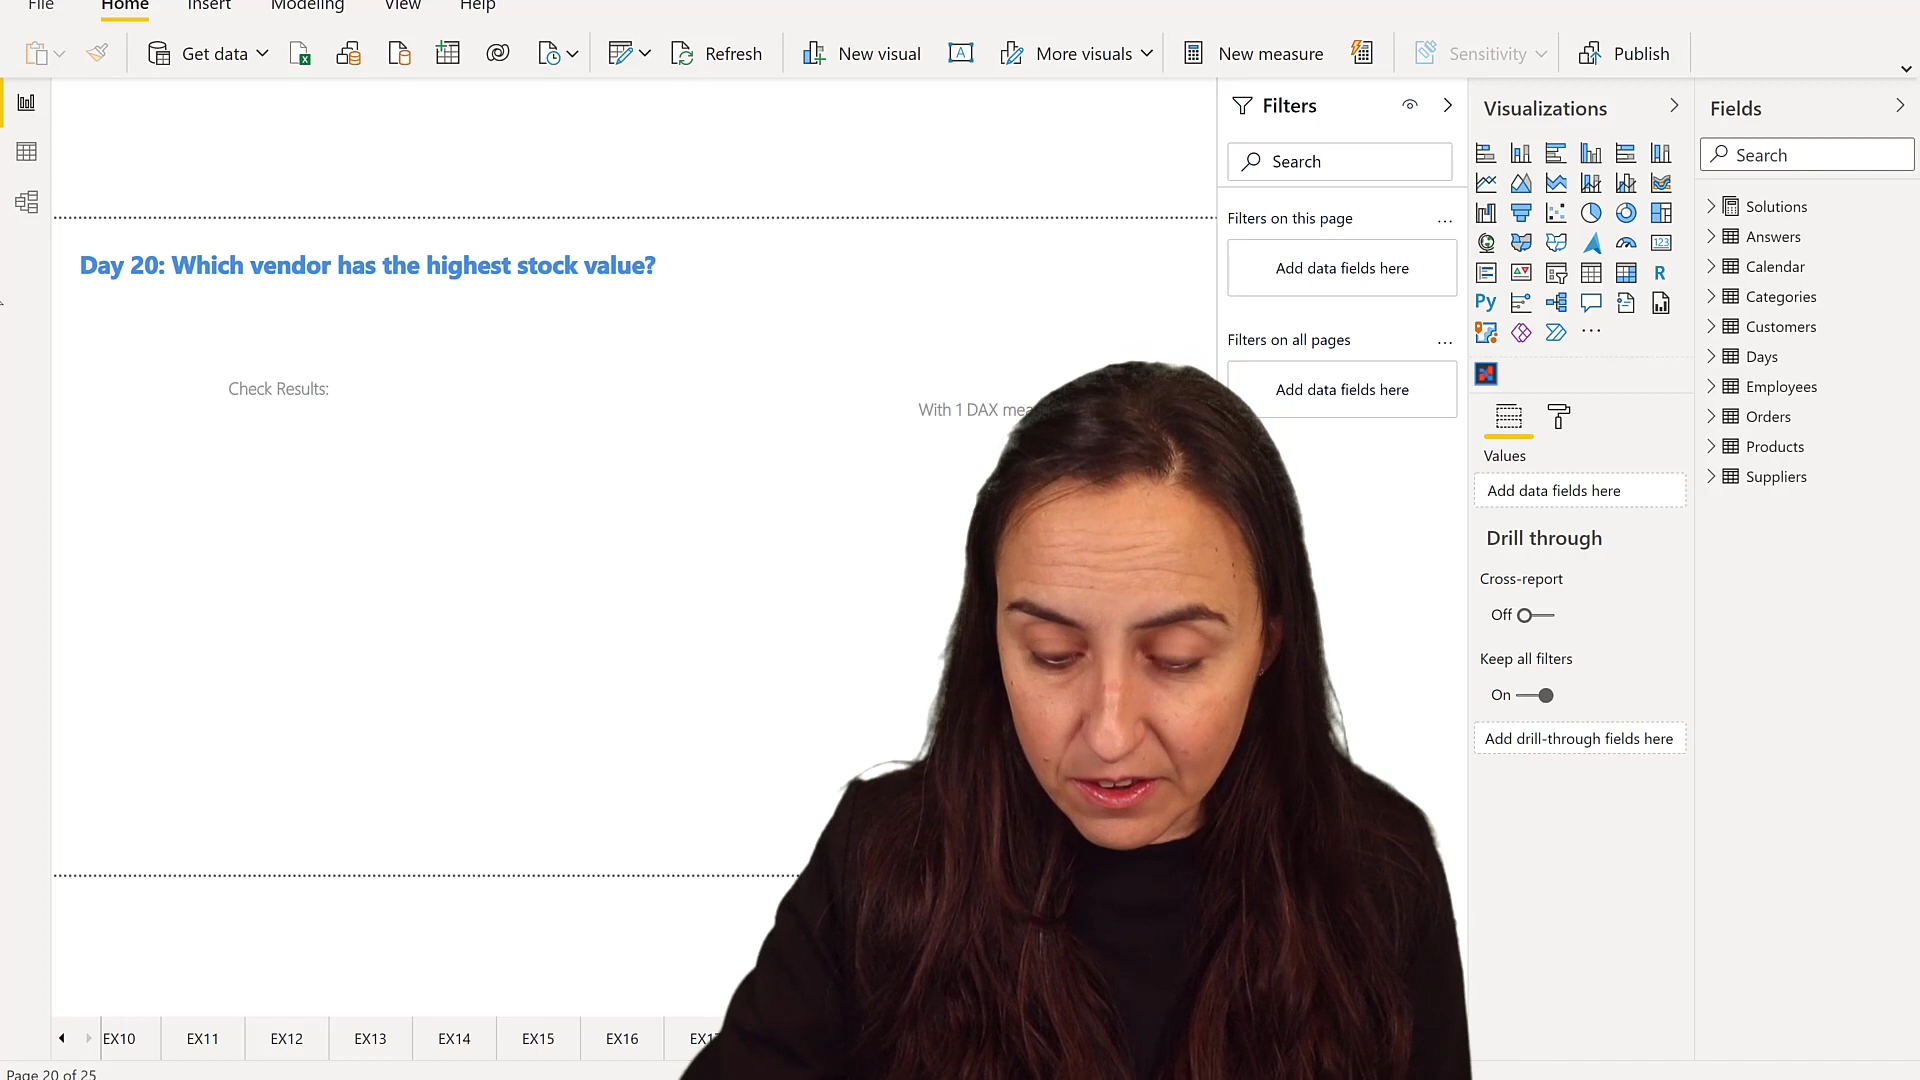 File Home Insert Modeling View Help
Get data Refresh New visual More visuals New measure Sensitivity Publish
Filters
Search
Filters on this page ...
Add data fields here
Filters on all pages ...
Add data fields here
Visualizations
R
Py
123
Values
Add data fields here
Drill through
Cross-report
Off
Keep all filters
On
Add drill-through fields here
Fields
Search
Solutions
Answers
Calendar
Categories
Customers
Days
Employees
Orders
Products
Suppliers
Day 20: Which vendor has the highest stock value?
Check Results:
With 1 DAX
EX10 EX11 EX12 EX13 EX14 EX15 EX16
Page 20 of 25